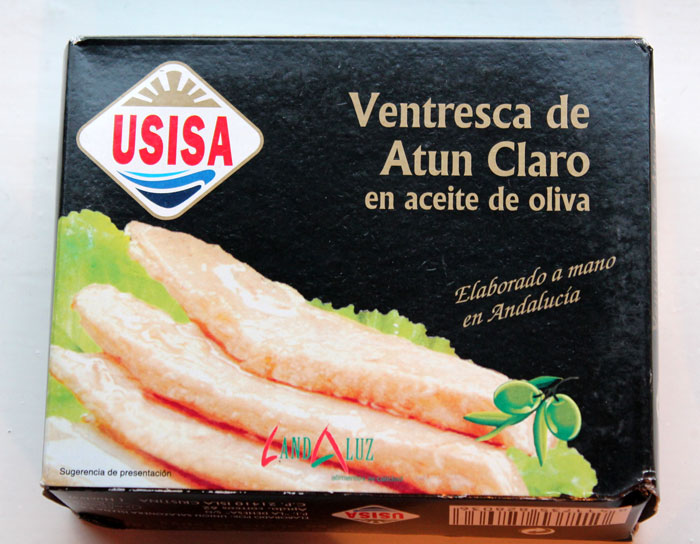 USISA
Ventresca de
Atun Claro
en aceite de oliva
Elaborado a mano
en Andalucía
LANDALUZ
Sugerencia de presentación
USISA